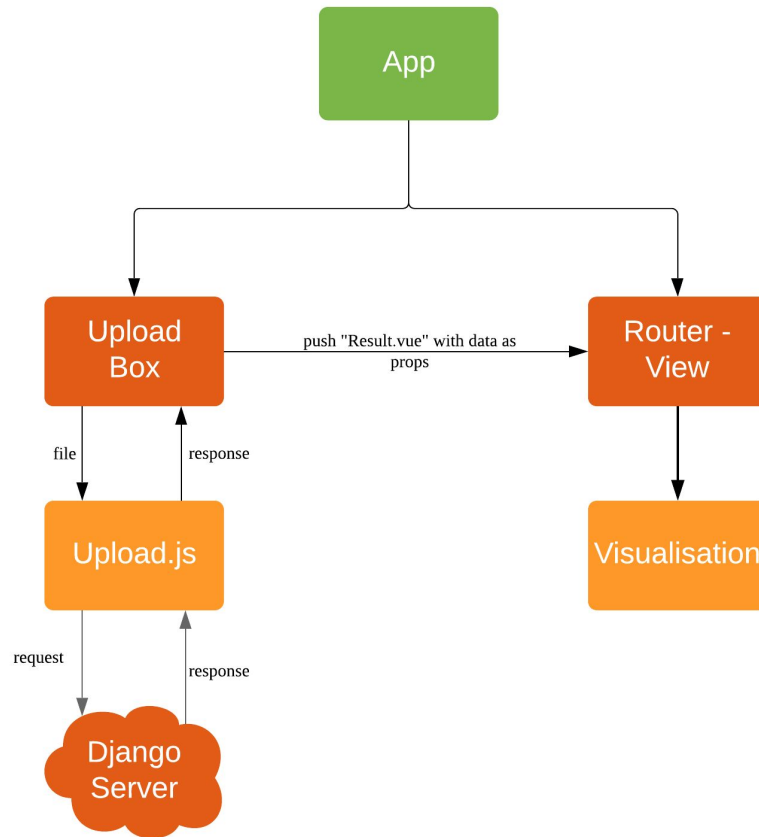 App
Upload
Box
push "Result.vue" with data as
props
Router -
View
file
response
Upload.js
Visualisation
request
response
Django
Server